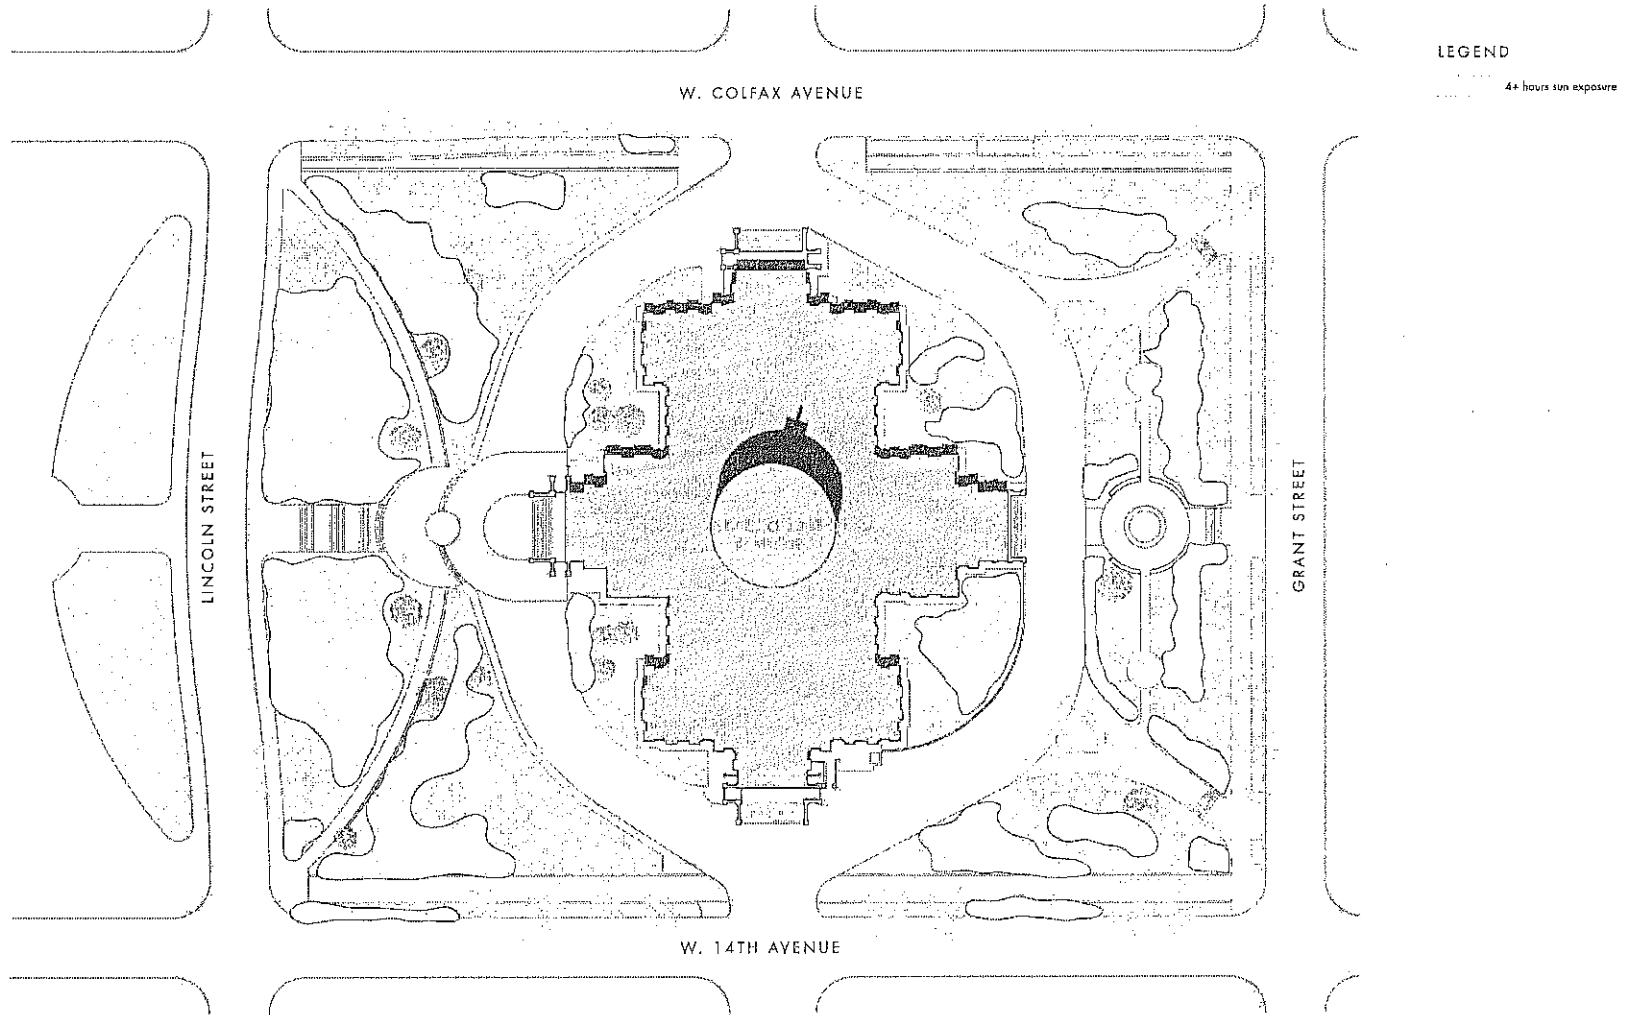 LEGEND
4+ hours sun exposure
W. COLFAX AVENUE
LINCOLN STREET
GRANT STREET
W. 14TH AVENUE